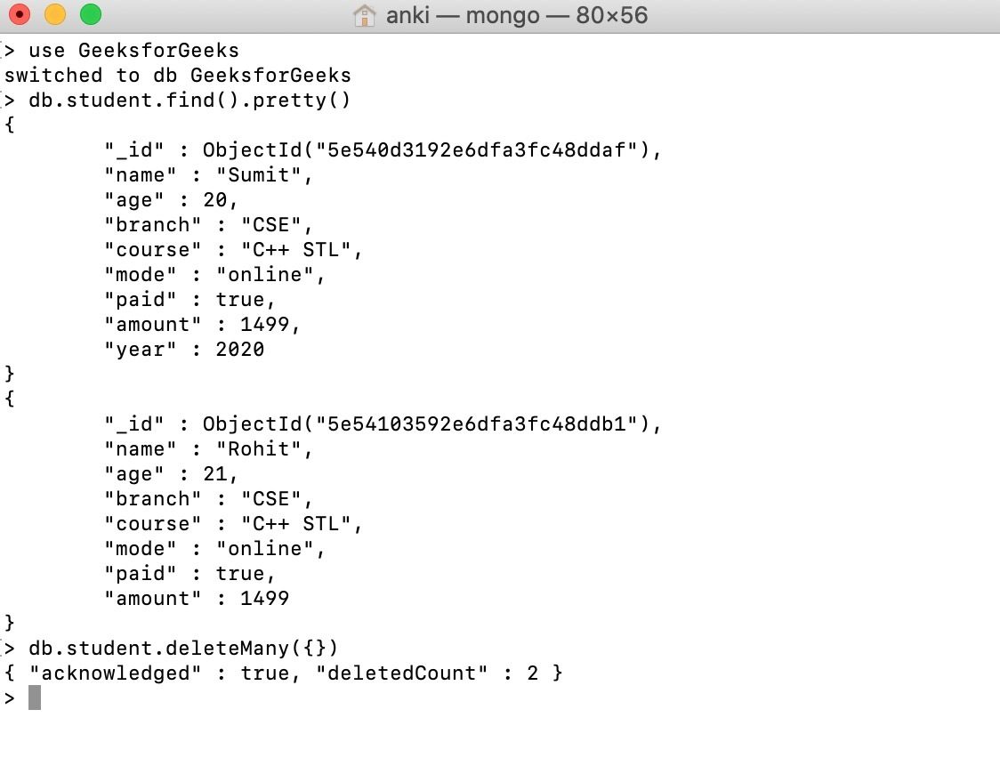 anki — mongo — 80×56
> use GeeksforGeeks
switched to db GeeksforGeeks
> db.student.find().pretty()
{
        "_id" : ObjectId("5e540d3192e6dfa3fc48ddaf"),
        "name" : "Sumit",
        "age" : 20,
        "branch" : "CSE",
        "course" : "C++ STL",
        "mode" : "online",
        "paid" : true,
        "amount" : 1499,
        "year" : 2020
}
{
        "_id" : ObjectId("5e54103592e6dfa3fc48ddb1"),
        "name" : "Rohit",
        "age" : 21,
        "branch" : "CSE",
        "course" : "C++ STL",
        "mode" : "online",
        "paid" : true,
        "amount" : 1499
}
> db.student.deleteMany({})
{ "acknowledged" : true, "deletedCount" : 2 }
>